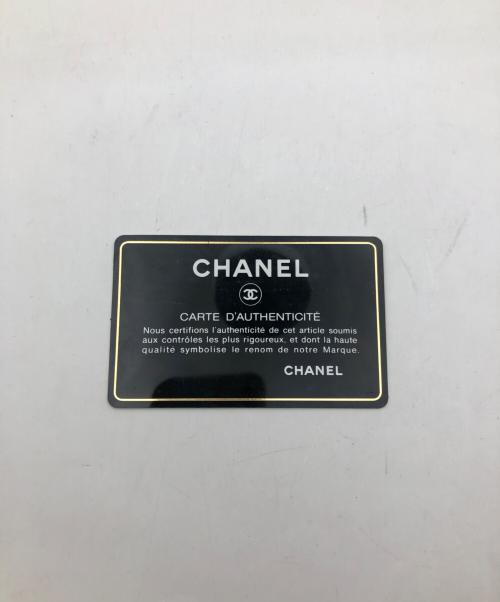 CHANEL
CARTE D'AUTHENTICITÉ
Nous certifions l'authenticité de cet article soumis
aux contrôles les plus rigoureux, et dont la haute
qualité symbolise le renom de notre Marque.
CHANEL